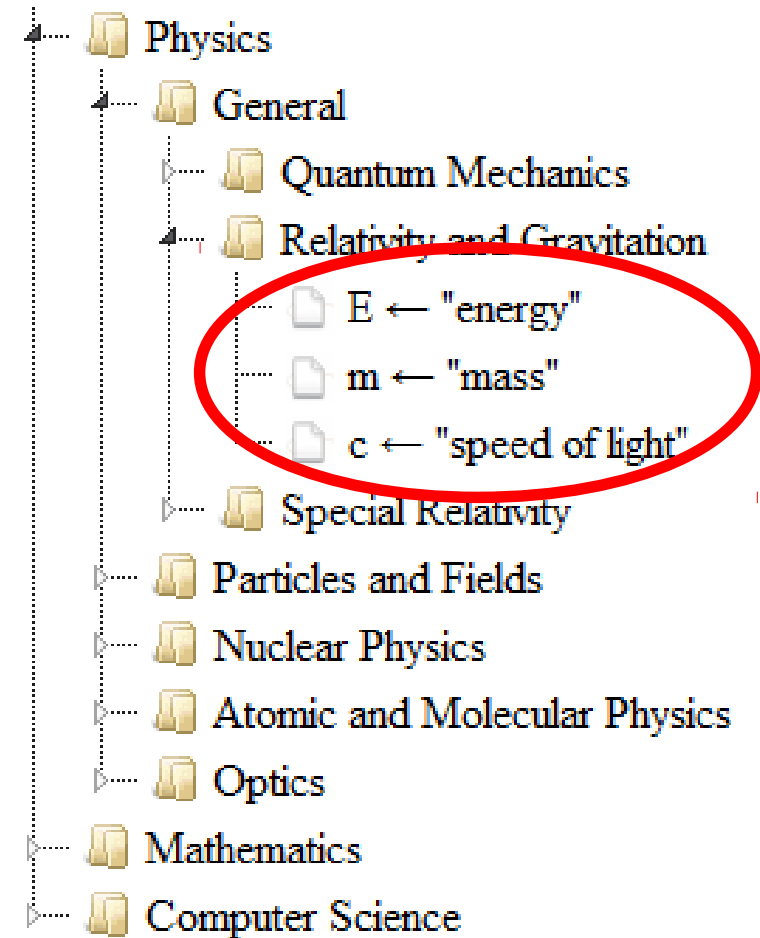 Physics
General
Quantum Mechanics
Relativity and Gravitation
E ← "energy"
m ← "mass"
c ← "speed of light"
Special Relativity
Particles and Fields
Nuclear Physics
Atomic and Molecular Physics
Optics
Mathematics
Computer Science